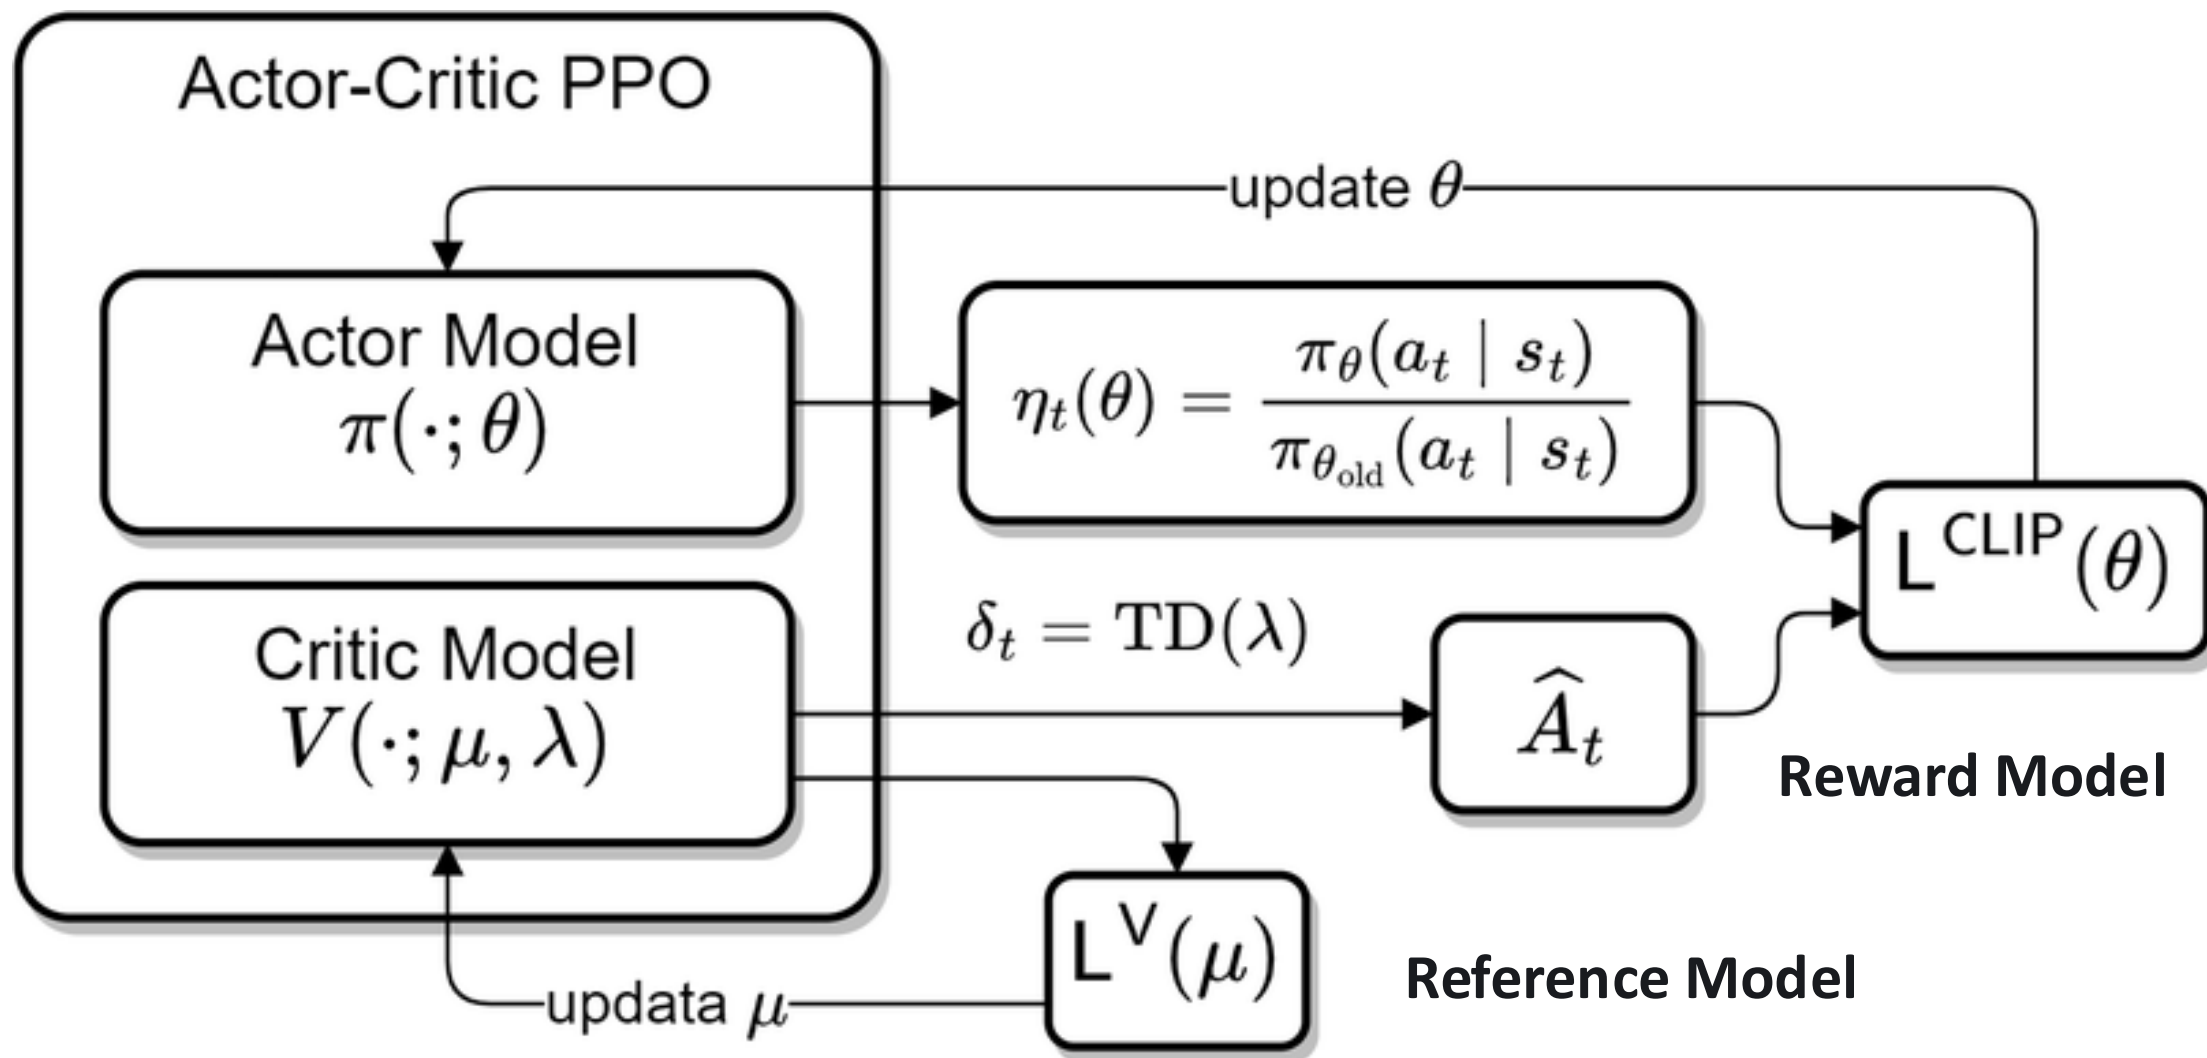 Actor-Critic PPO
update θ
Actor Model
π(·; θ)
η_t(θ) = π_θ(a_t | s_t) / π_θ_old(a_t | s_t)
L^CLIP(θ)
Critic Model
V(·; μ, λ)
δ_t = TD(λ)
Â_t
Reward Model
L^V(μ)
Reference Model
updata μ